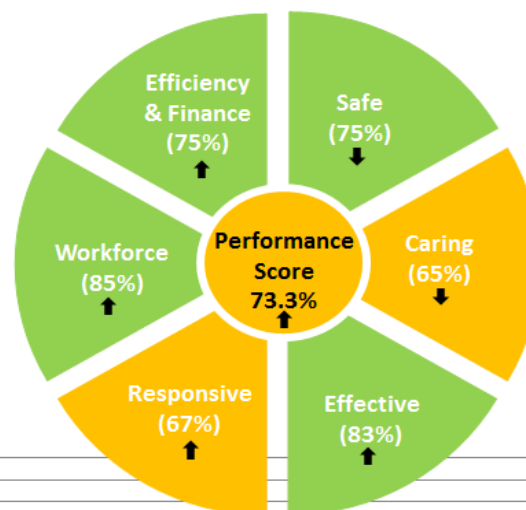 Efficiency
& Finance
(75%)
Safe
(75%)
Workforce
(85%)
Performance
Score
73.3%
Caring
(65%)
Responsive
(67%)
Effective
(83%)